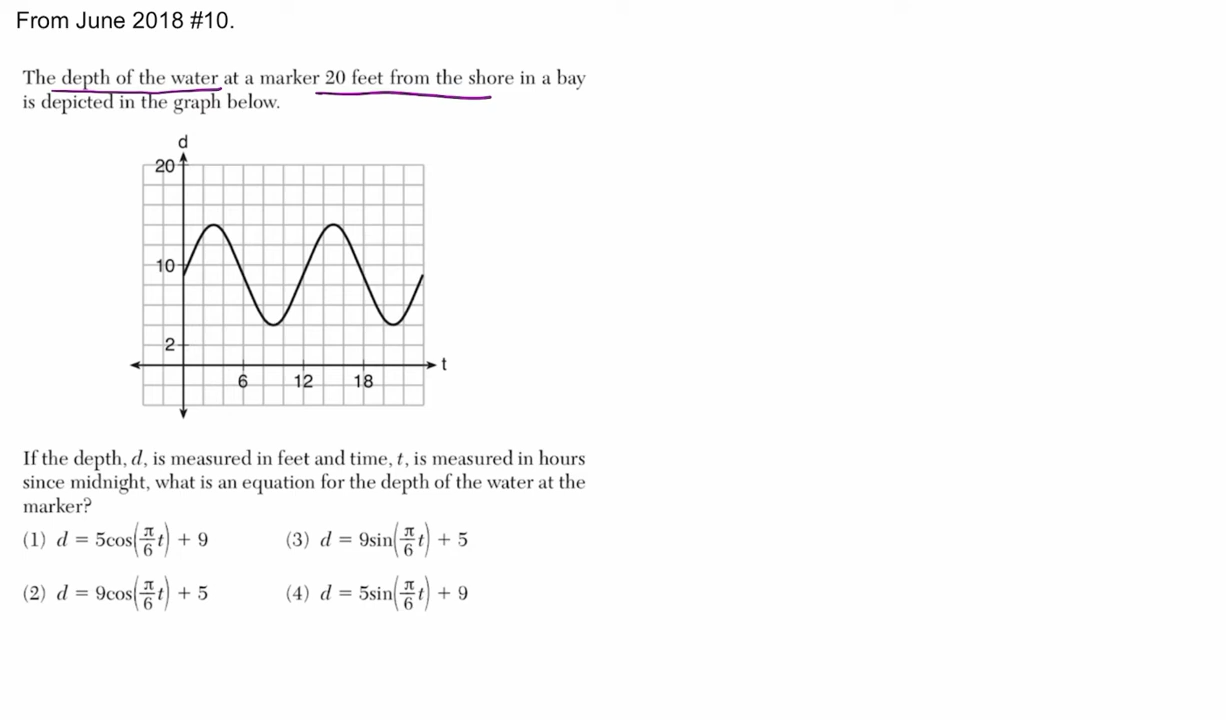 From June 2018 #10.
The depth of the water at a marker 20 feet from the shore in a bay
is depicted in the graph below.
d
20
10
2
6 12 18
t
If the depth, d, is measured in feet and time, t, is measured in hours
since midnight, what is an equation for the depth of the water at the
marker?
(1) d = 5cos(π/6 t) + 9 (3) d = 9sin(π/6 t) + 5
(2) d = 9cos(π/6 t) + 5 (4) d = 5sin(π/6 t) + 9